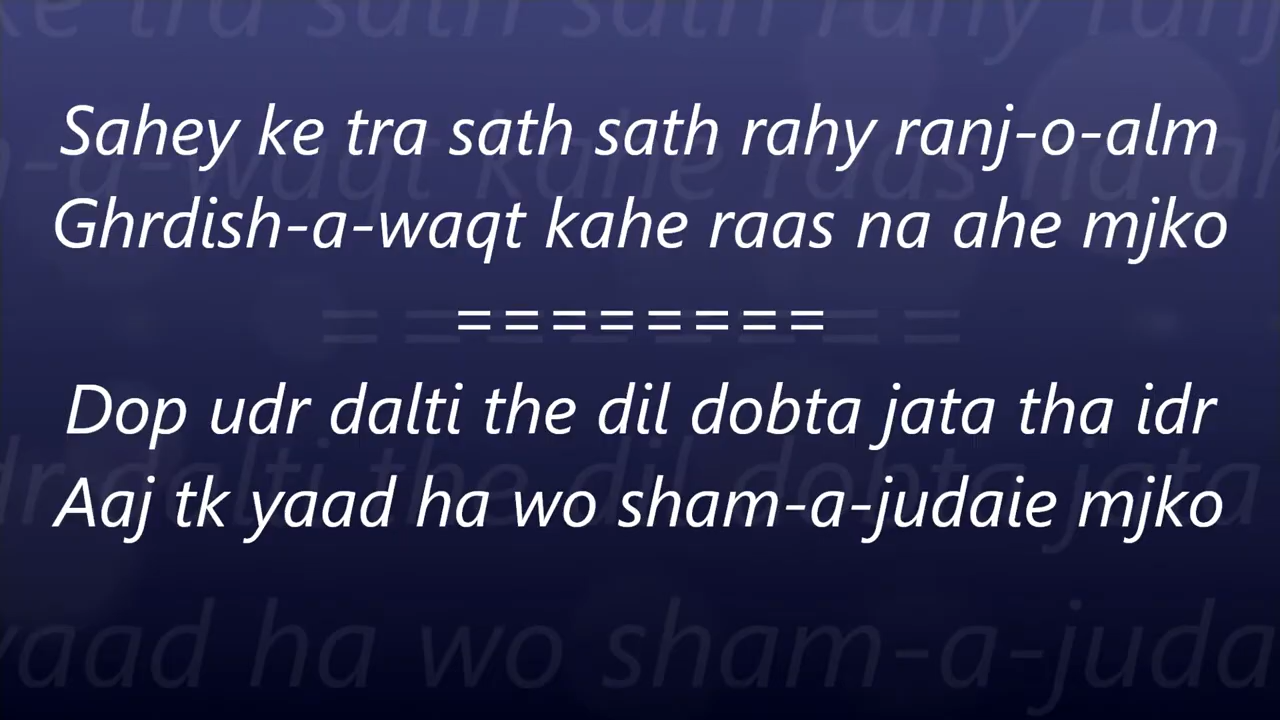 Sahey ke tra sath sath rahy ranj-o-alm
Ghrdish-a-waqt kahe raas na ahe mjko
========
Dop udr dalti the dil dobta jata tha idr
Aaj tk yaad ha wo sham-a-judaie mjko